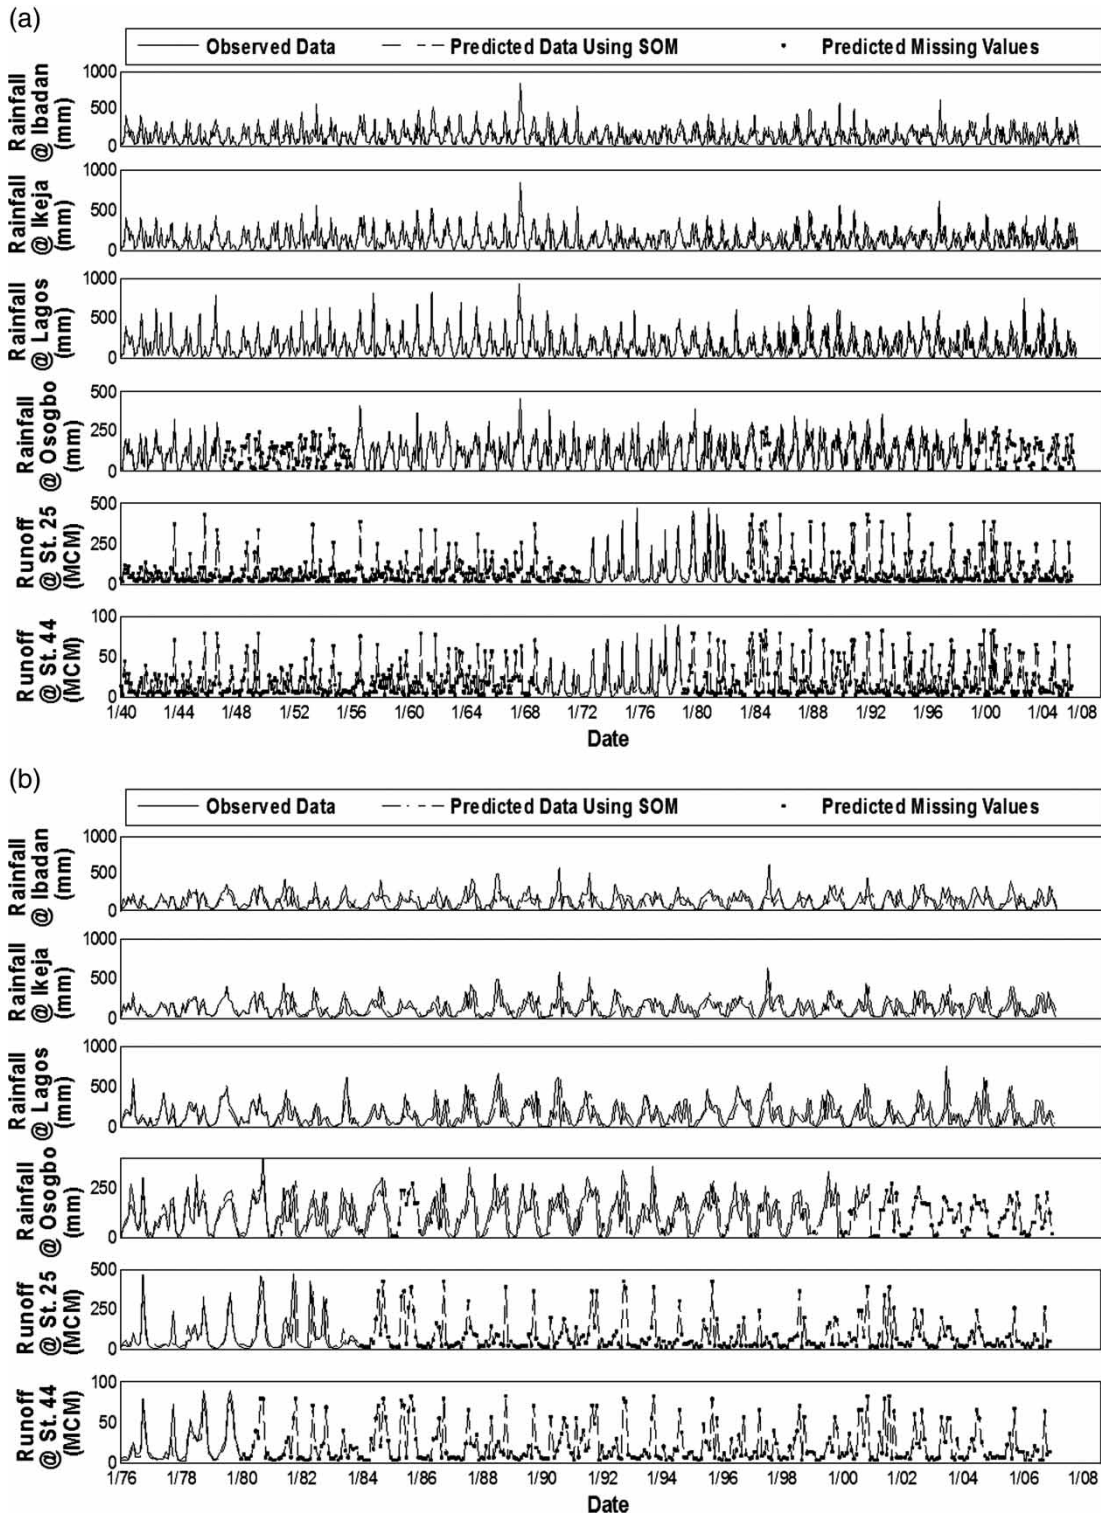 (a)
Observed Data Predicted Data Using SOM Predicted Missing Values
Rainfall
@ Ibadan
(mm)
1000
500
0
Rainfall
@ Ikeja
(mm)
1000
500
0
Rainfall
@ Lagos
(mm)
1000
500
0
Rainfall
@ Osogbo
(mm)
500
250
0
Runoff
@ St. 25
(MCM)
500
250
0
Runoff
@ St. 44
(MCM)
100
50
0
1/40 1/44 1/48 1/52 1/56 1/60 1/64 1/68 1/72 1/76 1/80 1/84 1/88 1/92 1/96 1/00 1/04 1/08
Date
(b)
Observed Data Predicted Data Using SOM Predicted Missing Values
Rainfall
@ Ibadan
(mm)
1000
500
0
Rainfall
@ Ikeja
(mm)
1000
500
0
Rainfall
@ Lagos
(mm)
1000
500
0
Rainfall
@ Osogbo
(mm)
250
0
Runoff
@ St. 25
(MCM)
500
250
0
Runoff
@ St. 44
(MCM)
100
50
0
1/76 1/78 1/80 1/82 1/84 1/86 1/88 1/90 1/92 1/94 1/96 1/98 1/00 1/02 1/04 1/06 1/08
Date